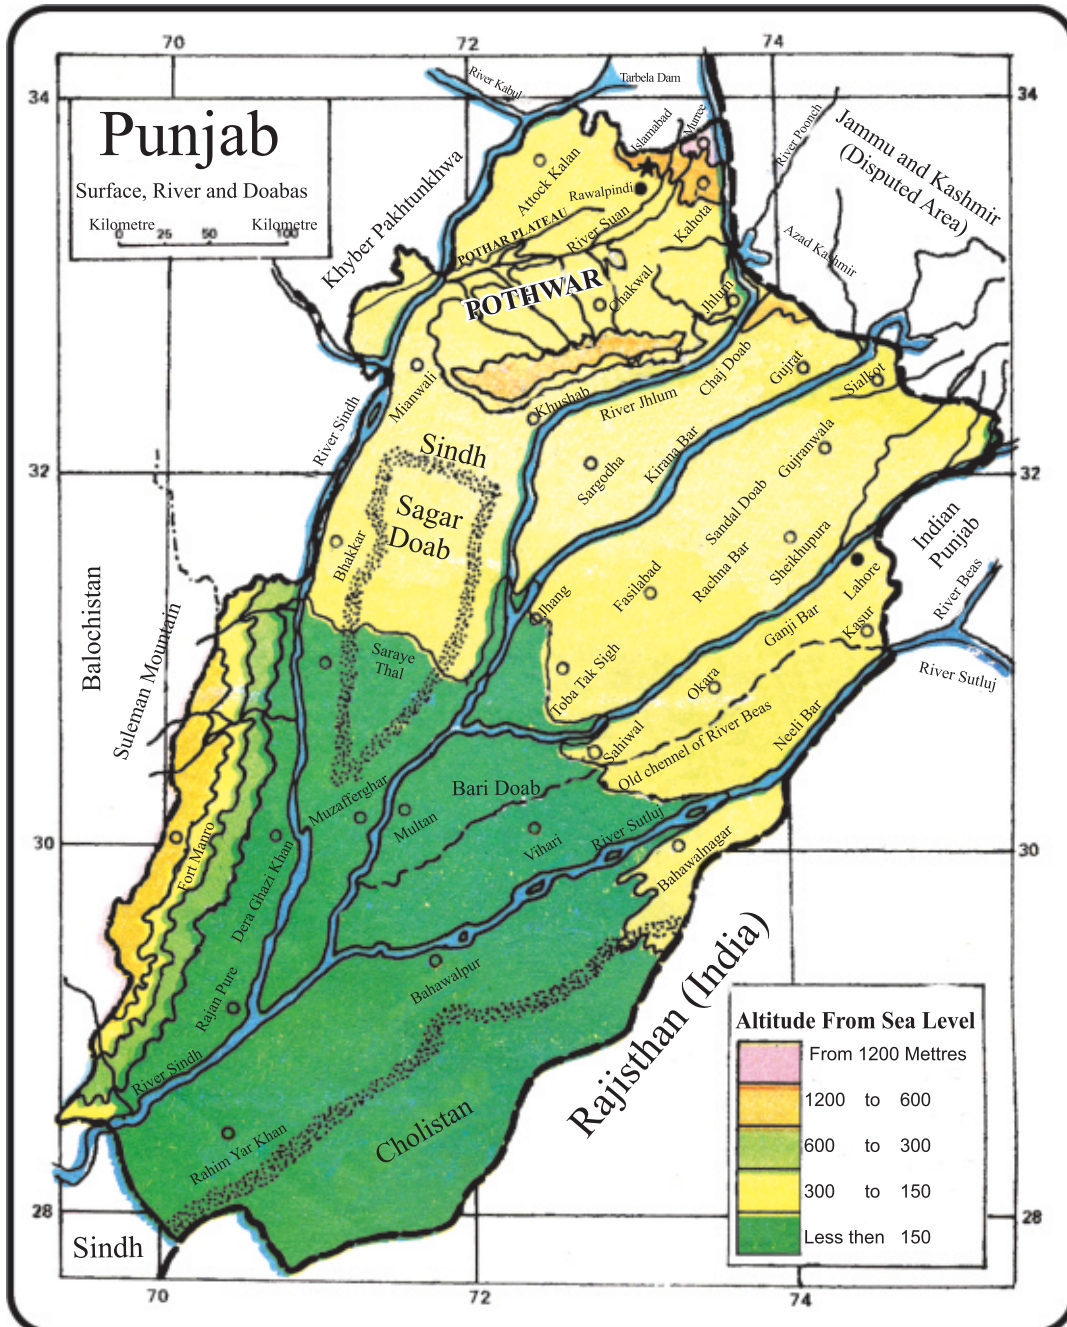 70
72
74
34
34
Punjab
Surface, River and Doabas
Kilometre
Kilometre
0
25
50
100
River Kabul
Tarbela Dam
Islamabad
Murree
River Poonch
Jammu and Kashmir
(Disputed Area)
Khyber Pakhtunkhwa
Attock Kalan
Rawalpindi
POTHAR PLATEAU
River Suan
Kahota
Azad Kashmir
POTHWAR
Chakwal
Jhlum
Mianwali
Khushab
River Jhlum
Chaj Doab
Gujrat
Sialkot
River Sindh
Sindh
Sagar
Doab
Sargodha
Kirana Bar
Gujranwala
32
32
Bhakkar
Sandal Doab
Rachna Bar
Sheikhupura
Indian
Punjab
Lahore
River Beas
Balochistan
Suleman Mountain
Jhang
Fasilabad
Ganji Bar
Kasur
Saraye
Thal
Toba Tak Sigh
Okara
River Sutluj
Sahiwal
Old chennel of River Beas
Neeli Bar
Muzafferghar
Multan
Bari Doab
Vihari
River Sutluj
Bahawalnagar
30
30
Fort Manro
Dera Ghazi Khan
Rajan Pure
Bahawalpur
River Sindh
Rajisthan (India)
Rahim Yar Khan
Cholistan
Altitude From Sea Level
From 1200 Mettres
1200 to 600
600 to 300
300 to 150
Less then 150
28
28
Sindh
70
72
74